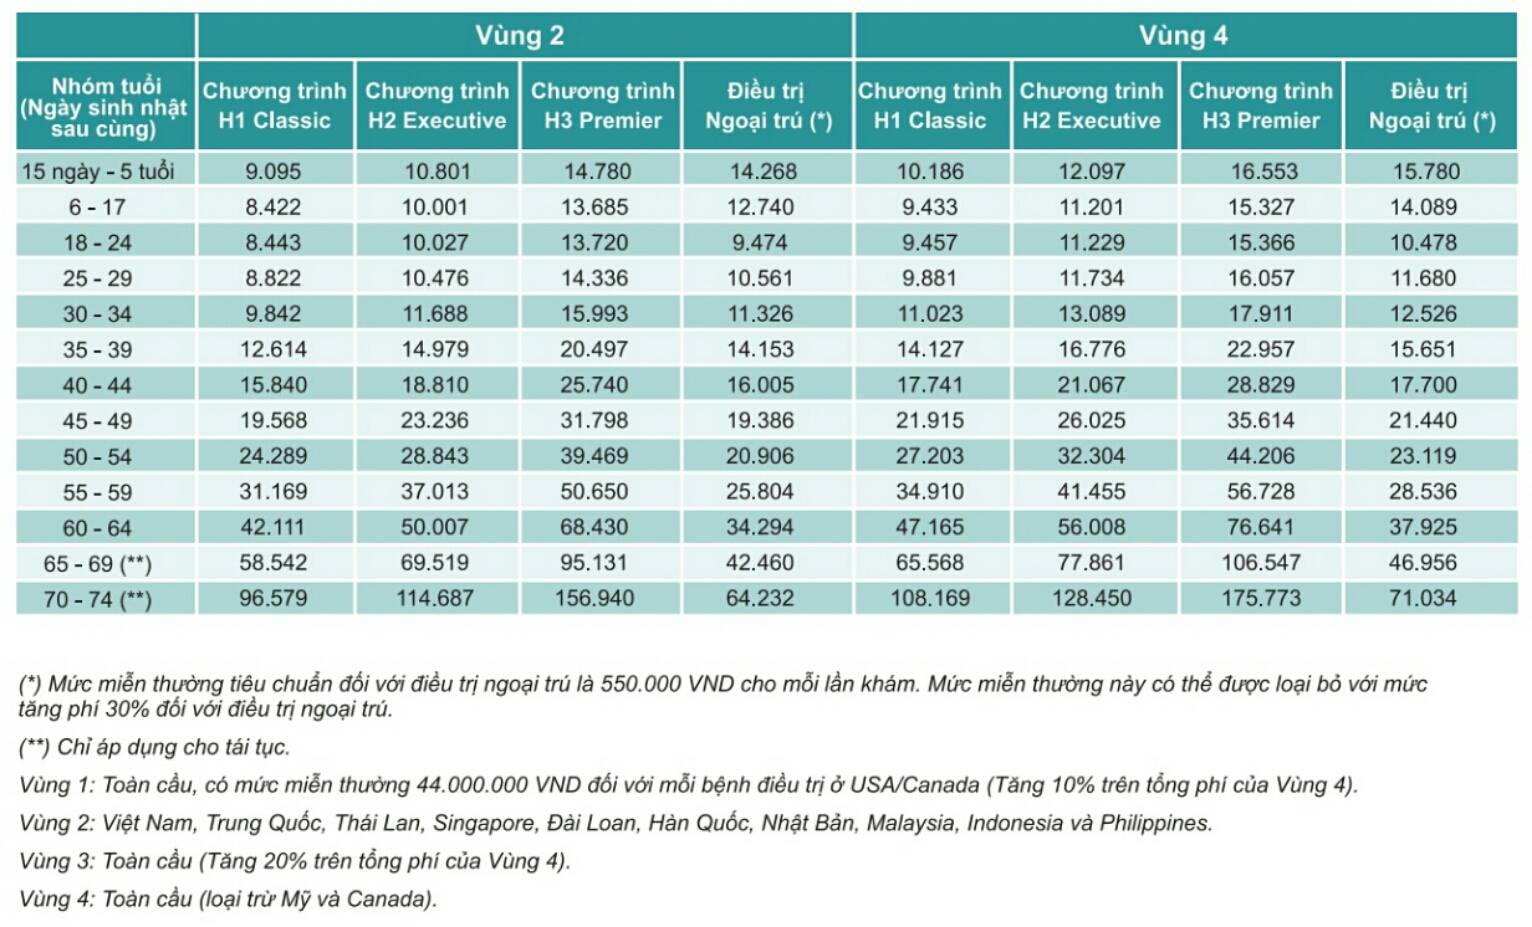 Vùng 2 Vùng 4
Nhóm tuổi
(Ngày sinh nhật
sau cùng) Chương trình
H1 Classic Chương trình
H2 Executive Chương trình
H3 Premier Điều trị
Ngoại trú (*) Chương trình
H1 Classic Chương trình
H2 Executive Chương trình
H3 Premier Điều trị
Ngoại trú (*)
15 ngày - 5 tuổi 9.095 10.801 14.780 14.268 10.186 12.097 16.553 15.780
6 - 17 8.422 10.001 13.685 12.740 9.433 11.201 15.327 14.089
18 - 24 8.443 10.027 13.720 9.474 9.457 11.229 15.366 10.478
25 - 29 8.822 10.476 14.336 10.561 9.881 11.734 16.057 11.680
30 - 34 9.842 11.688 15.993 11.326 11.023 13.089 17.911 12.526
35 - 39 12.614 14.979 20.497 14.153 14.127 16.776 22.957 15.651
40 - 44 15.840 18.810 25.740 16.005 17.741 21.067 28.829 17.700
45 - 49 19.568 23.236 31.798 19.386 21.915 26.025 35.614 21.440
50 - 54 24.289 28.843 39.469 20.906 27.203 32.304 44.206 23.119
55 - 59 31.169 37.013 50.650 25.804 34.910 41.455 56.728 28.536
60 - 64 42.111 50.007 68.430 34.294 47.165 56.008 76.641 37.925
65 - 69 (**) 58.542 69.519 95.131 42.460 65.568 77.861 106.547 46.956
70 - 74 (**) 96.579 114.687 156.940 64.232 108.169 128.450 175.773 71.034
(*) Mức miễn thường tiêu chuẩn đối với điều trị ngoại trú là 550.000 VND cho mỗi lần khám. Mức miễn thường này có thể được loại bỏ với mức
tăng phí 30% đối với điều trị ngoại trú.
(**) Chỉ áp dụng cho tái tục.
Vùng 1: Toàn cầu, có mức miễn thường 44.000.000 VND đối với mỗi bệnh điều trị ở USA/Canada (Tăng 10% trên tổng phí của Vùng 4).
Vùng 2: Việt Nam, Trung Quốc, Thái Lan, Singapore, Đài Loan, Hàn Quốc, Nhật Bản, Malaysia, Indonesia và Philippines.
Vùng 3: Toàn cầu (Tăng 20% trên tổng phí của Vùng 4).
Vùng 4: Toàn cầu (loại trừ Mỹ và Canada).